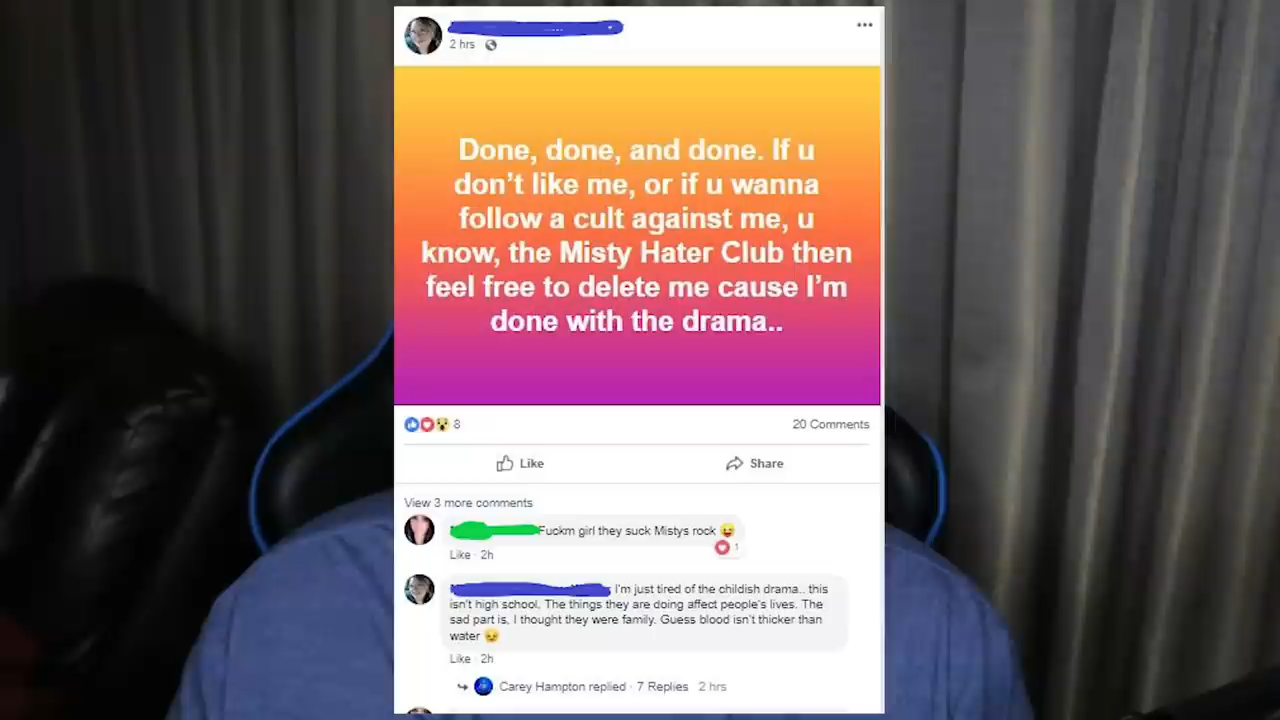 2 hrs
Done, done, and done. If u
don't like me, or if u wanna
follow a cult against me, u
know, the Misty Hater Club then
feel free to delete me cause I'm
done with the drama..
8
20 Comments
Like
Share
View 3 more comments
Fuckm girl they suck Mistys rock
1
Like · 2h
I'm just tired of the childish drama.. this
isn't high school. The things they are doing affect people's lives. The
sad part is, I thought they were family. Guess blood isn't thicker than
water
Like · 2h
Carey Hampton replied · 7 Replies 2 hrs